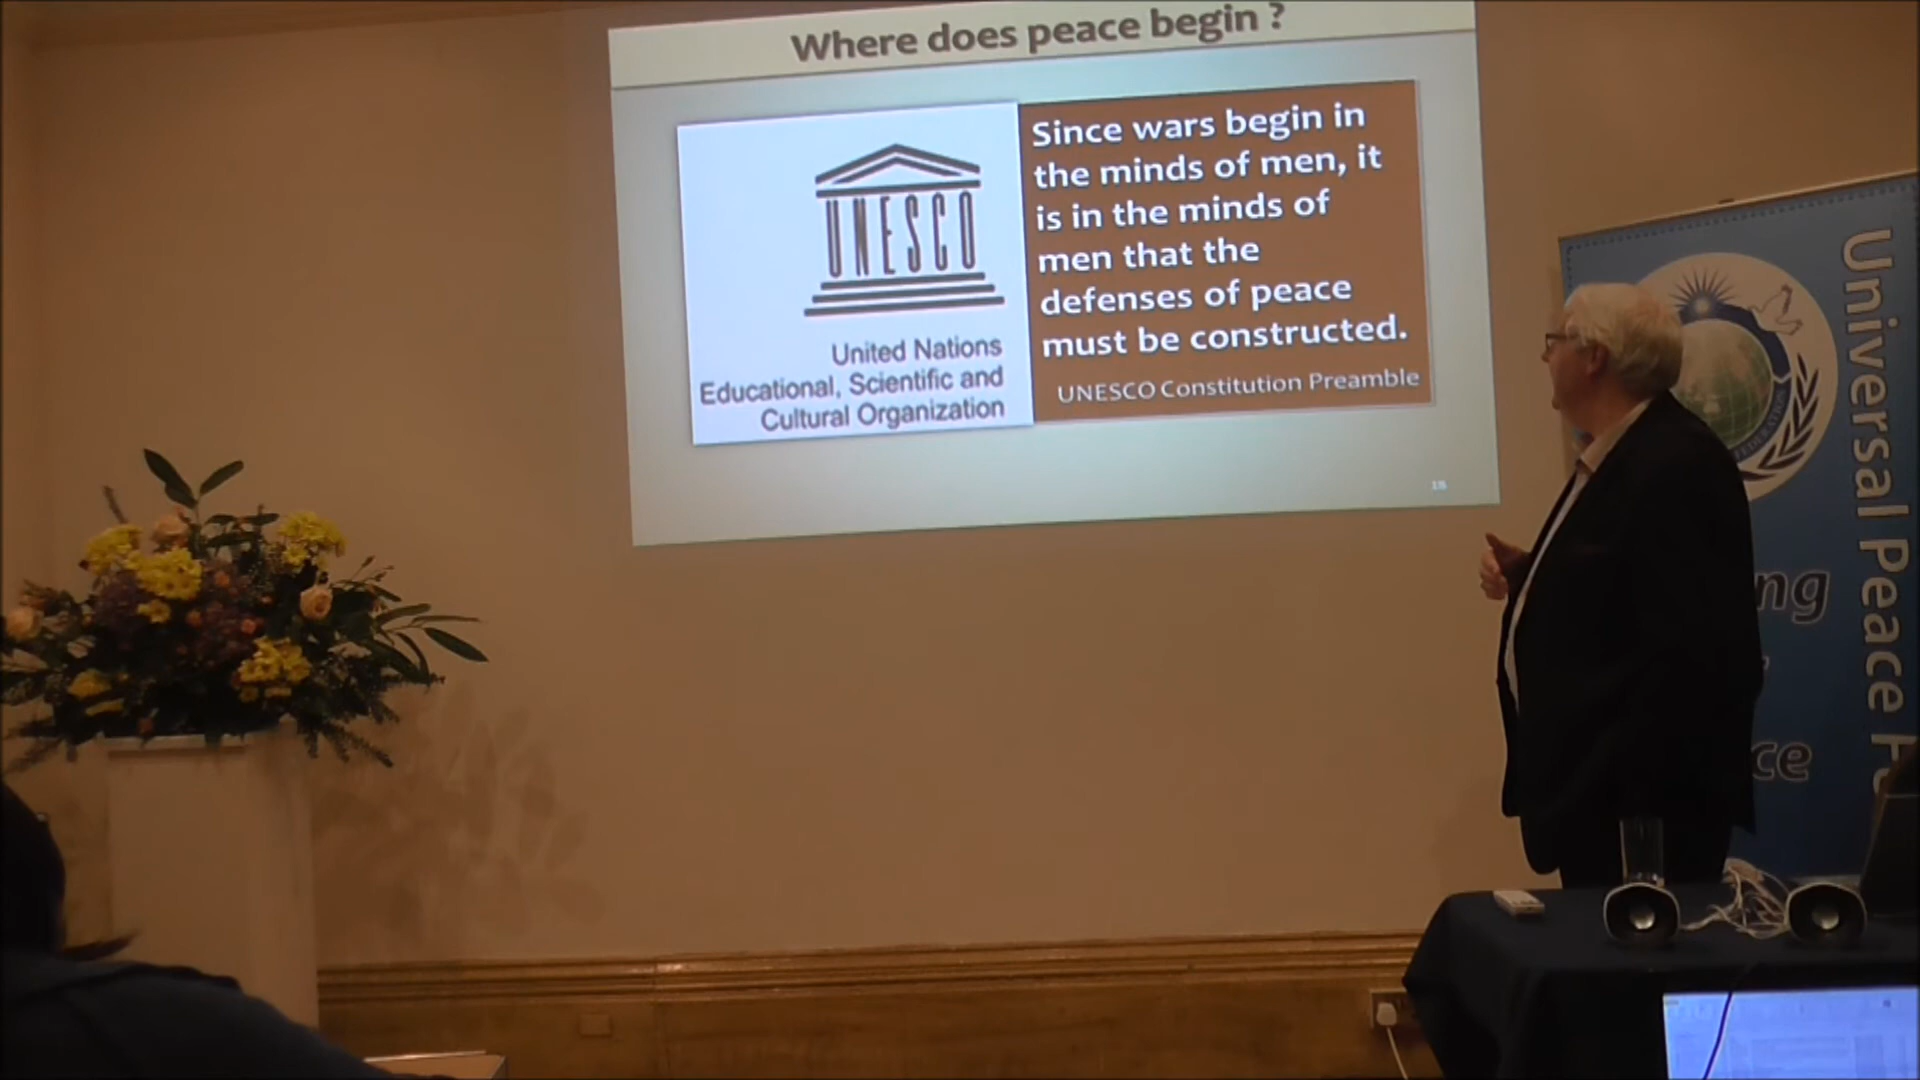 Where does peace begin ?
UNESCO
United Nations
Educational, Scientific and
Cultural Organization
Since wars begin in
the minds of men, it
is in the minds of
men that the
defenses of peace
must be constructed.
UNESCO Constitution Preamble
18
Universal Peace F
ng
ce